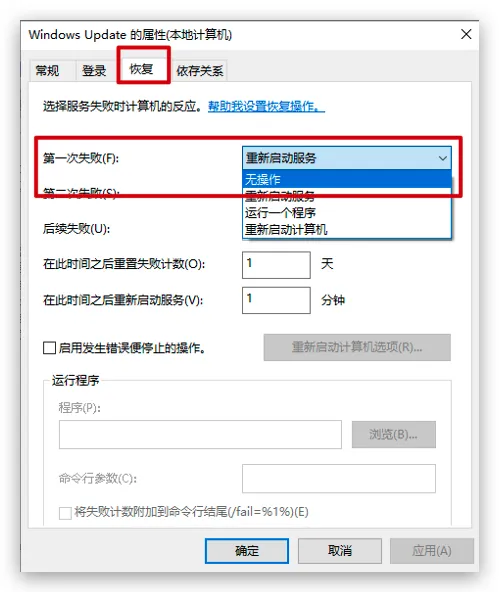 Windows Update 的属性(本地计算机)
常规 登录 恢复 依存关系
选择服务失败时计算机的反应。 帮助我设置恢复操作。
第一次失败(F): 重新启动服务
无操作
第二次失败(S): 重新启动服务
运行一个程序
后续失败(U): 重新启动计算机
在此时间之后重置失败计数(O): 1 天
在此时间之后重新启动服务(V): 1 分钟
启用发生错误便停止的操作。 重新启动计算机选项(R)...
运行程序
程序(P):
浏览(B)...
命令行参数(C):
将失败计数附加到命令行结尾(/fail=%1%)(E)
确定 取消 应用(A)